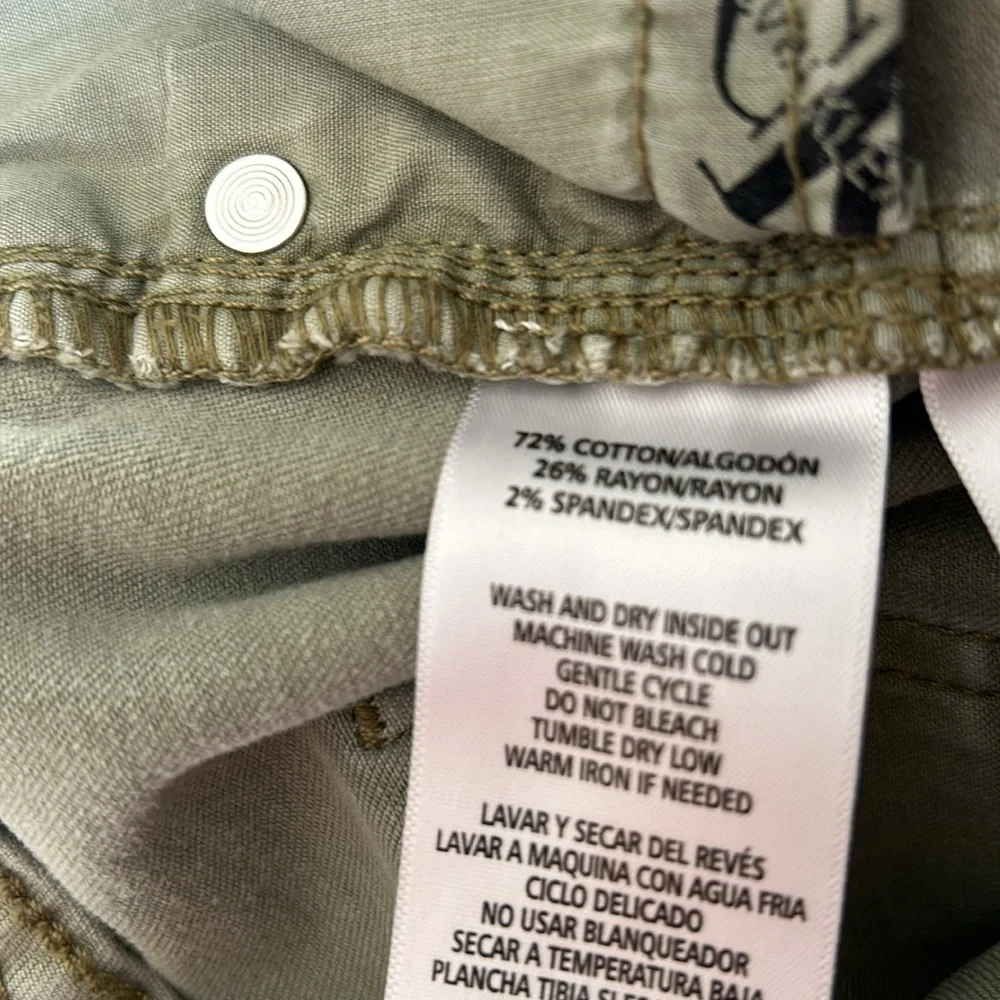 72% COTTON/ALGODÓN
26% RAYON/RAYON
2% SPANDEX/SPANDEX
WASH AND DRY INSIDE OUT
MACHINE WASH COLD
GENTLE CYCLE
DO NOT BLEACH
TUMBLE DRY LOW
WARM IRON IF NEEDED
LAVAR Y SECAR DEL REVÉS
LAVAR A MAQUINA CON AGUA FRIA
CICLO DELICADO
NO USAR BLANQUEADOR
SECAR A TEMPERATURA BAJA
PLANCHA TIBIA